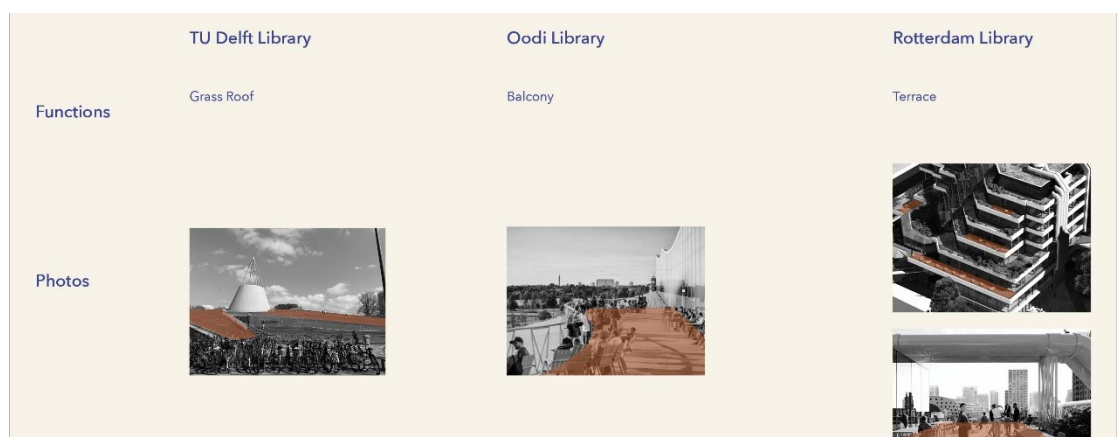 TU Delft Library
Oodi Library
Rotterdam Library
Functions
Grass Roof
Balcony
Terrace
Photos